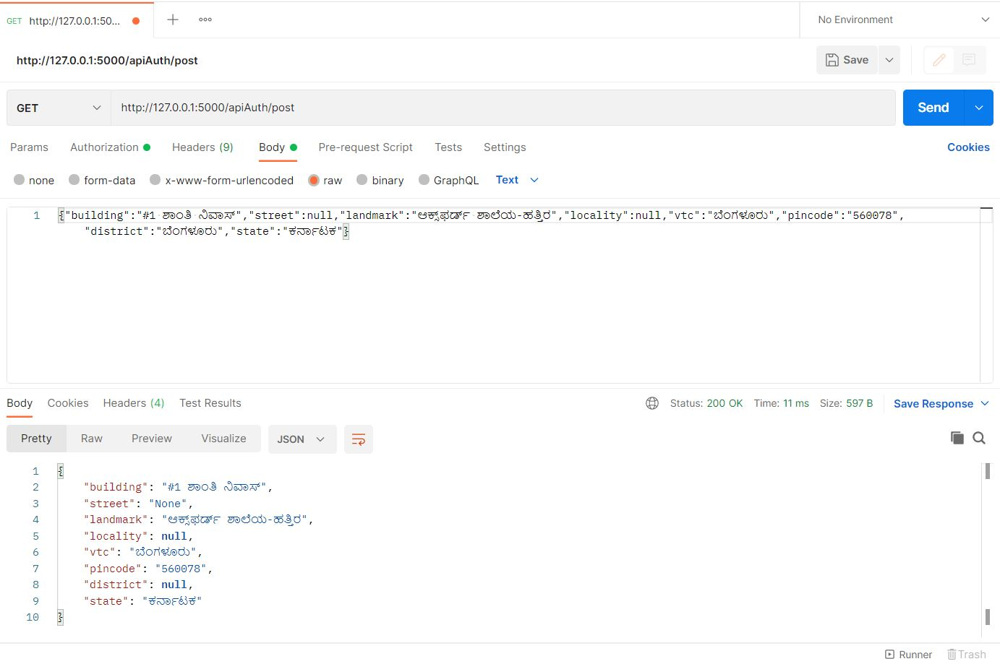 GET http://127.0.0.1:50... No Environment
http://127.0.0.1:5000/apiAuth/post Save
GET http://127.0.0.1:5000/apiAuth/post Send
Params Authorization Headers (9) Body Pre-request Script Tests Settings Cookies
none form-data x-www-form-urlencoded raw binary GraphQL Text
1 {"building":"#1 ಶಾಂತಿ ನಿವಾಸ್","street":null,"landmark":"ಆಕ್ಸ್‌ಫರ್ಡ್ ಶಾಲೆಯ-ಹತ್ತಿರ","locality":null,"vtc":"ಬೆಂಗಳೂರು","pincode":"560078",
"district":"ಬೆಂಗಳೂರು","state":"ಕರ್ನಾಟಕ"}
Body Cookies Headers (4) Test Results Status: 200 OK Time: 11 ms Size: 597 B Save Response
Pretty Raw Preview Visualize JSON
1 {
2 "building": "#1 ಶಾಂತಿ ನಿವಾಸ್",
3 "street": "None",
4 "landmark": "ಆಕ್ಸ್‌ಫರ್ಡ್ ಶಾಲೆಯ-ಹತ್ತಿರ",
5 "locality": null,
6 "vtc": "ಬೆಂಗಳೂರು",
7 "pincode": "560078",
8 "district": null,
9 "state": "ಕರ್ನಾಟಕ"
10 }
Runner Trash